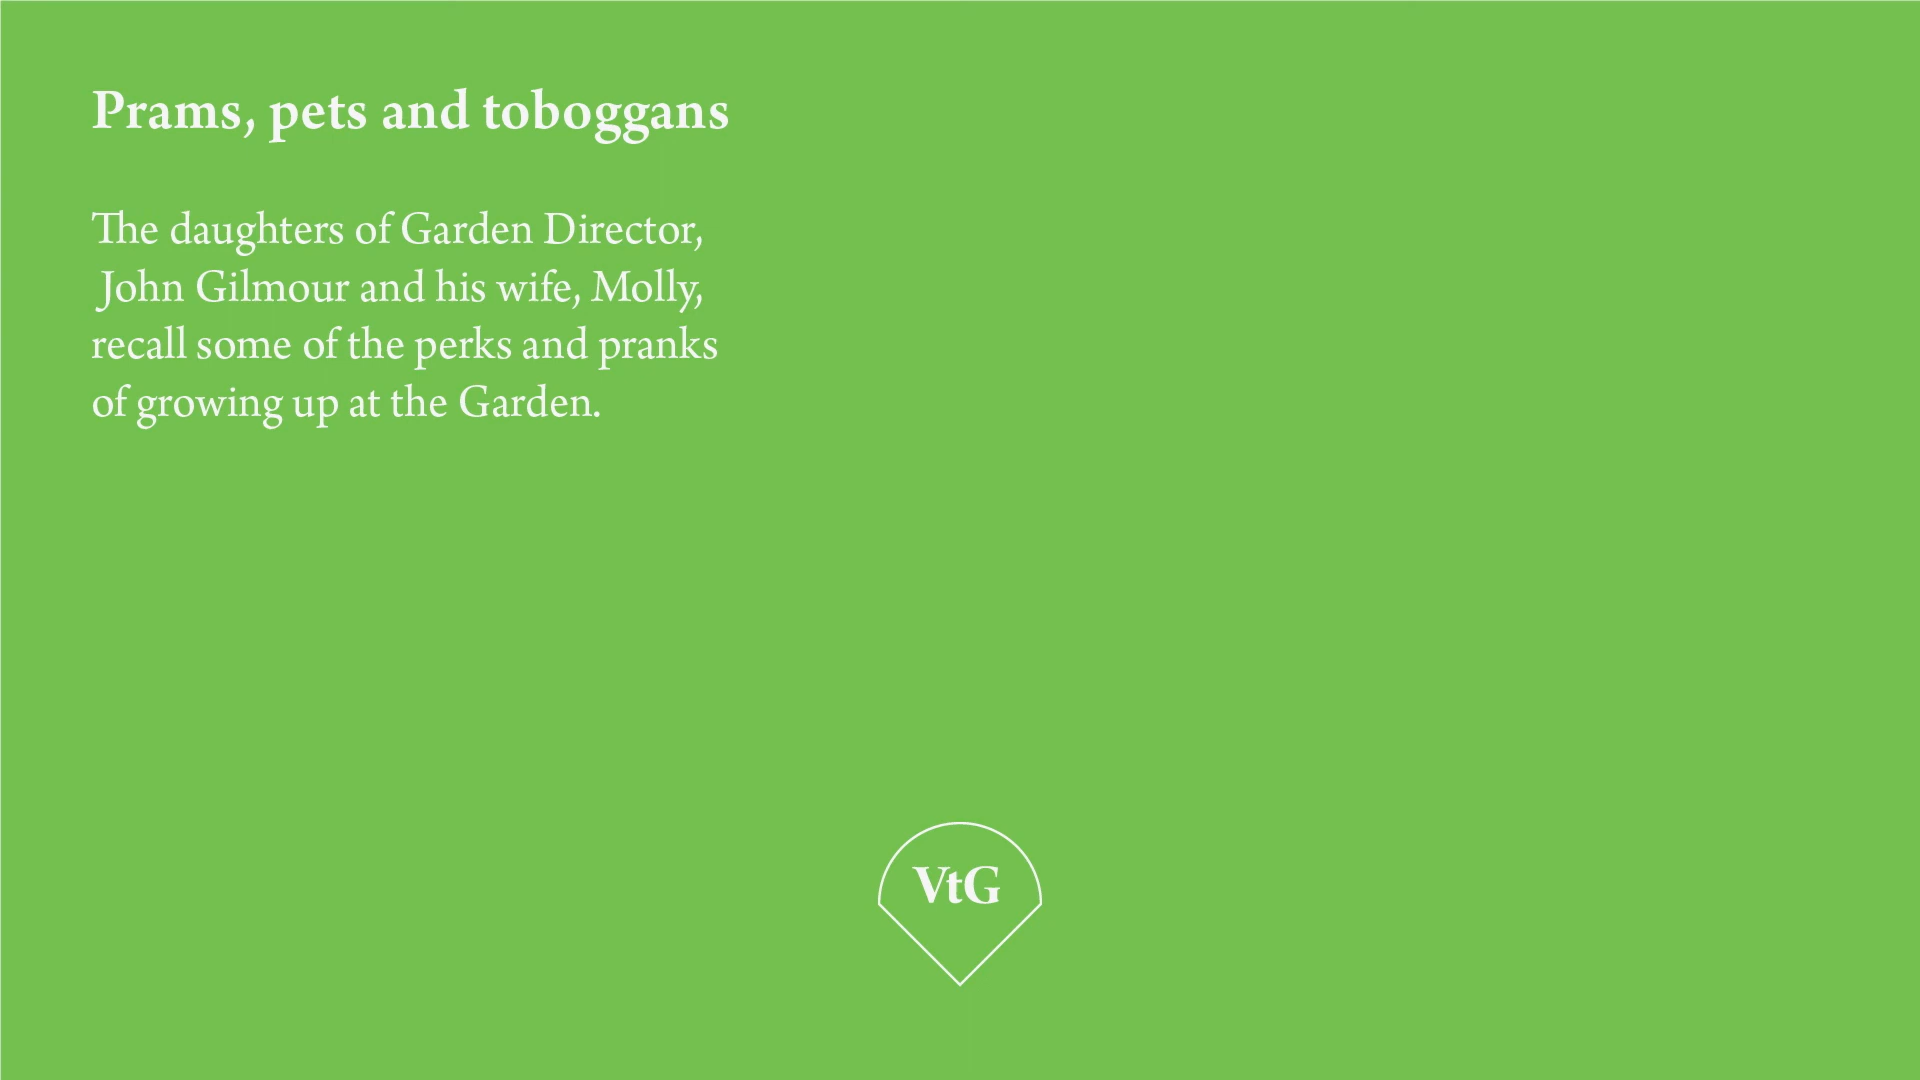 Prams, pets and toboggans
The daughters of Garden Director,
John Gilmour and his wife, Molly,
recall some of the perks and pranks
of growing up at the Garden.
VtG